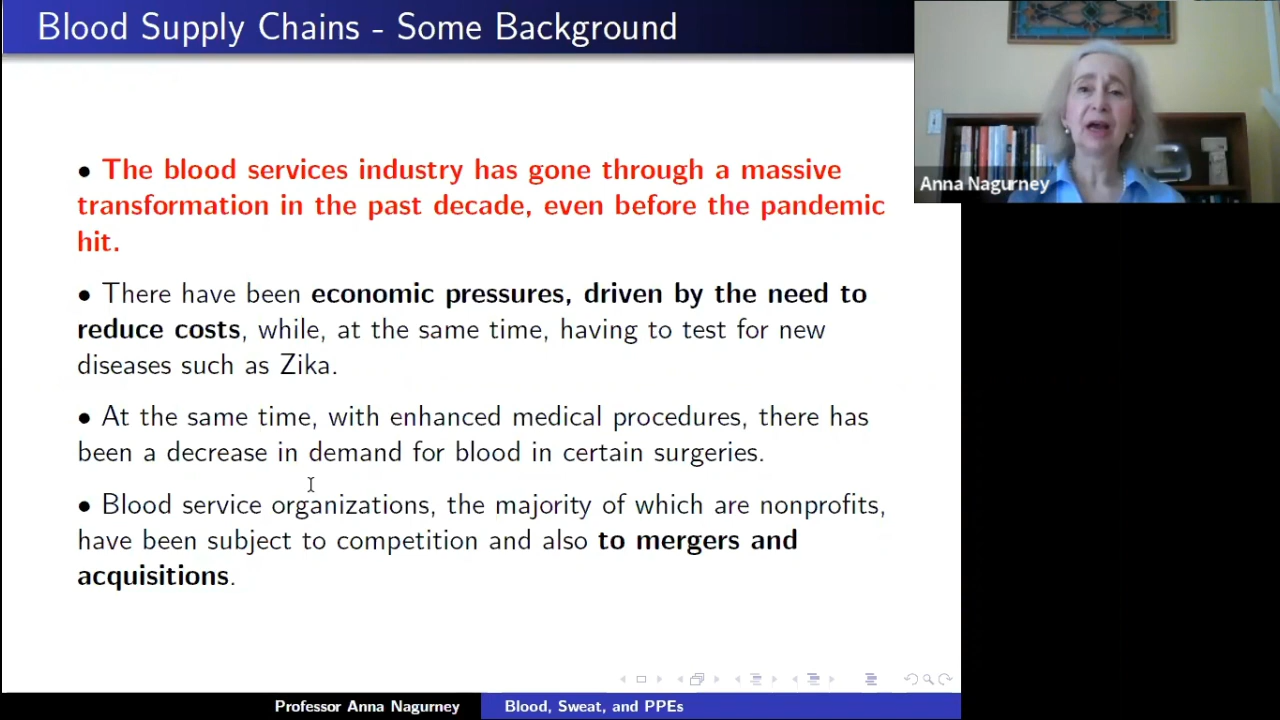 Blood Supply Chains - Some Background
• The blood services industry has gone through a massive
transformation in the past decade, even before the pandemic
hit.
• There have been economic pressures, driven by the need to
reduce costs, while, at the same time, having to test for new
diseases such as Zika.
• At the same time, with enhanced medical procedures, there has
been a decrease in demand for blood in certain surgeries.
• Blood service organizations, the majority of which are nonprofits,
have been subject to competition and also to mergers and
acquisitions.
Anna Nagurney
Professor Anna Nagurney
Blood, Sweat, and PPEs